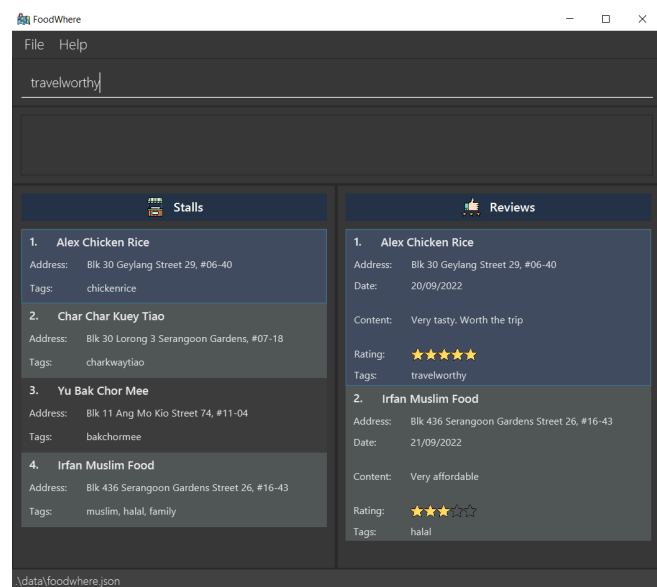 FoodWhere
File Help
travelworthy
Stalls
1. Alex Chicken Rice
Address: Blk 30 Geylang Street 29, #06-40
Tags: chickenrice
2. Char Char Kuey Tiao
Address: Blk 30 Lorong 3 Serangoon Gardens, #07-18
Tags: charkwaytiao
3. Yu Bak Chor Mee
Address: Blk 11 Ang Mo Kio Street 74, #11-04
Tags: bakchormee
4. Irfan Muslim Food
Address: Blk 436 Serangoon Gardens Street 26, #16-43
Tags: muslim, halal, family
Reviews
1. Alex Chicken Rice
Address: Blk 30 Geylang Street 29, #06-40
Date: 20/09/2022
Content: Very tasty. Worth the trip
Rating:
Tags: travelworthy
2. Irfan Muslim Food
Address: Blk 436 Serangoon Gardens Street 26, #16-43
Date: 21/09/2022
Content: Very affordable
Rating:
Tags: halal
.\data\foodwhere.json